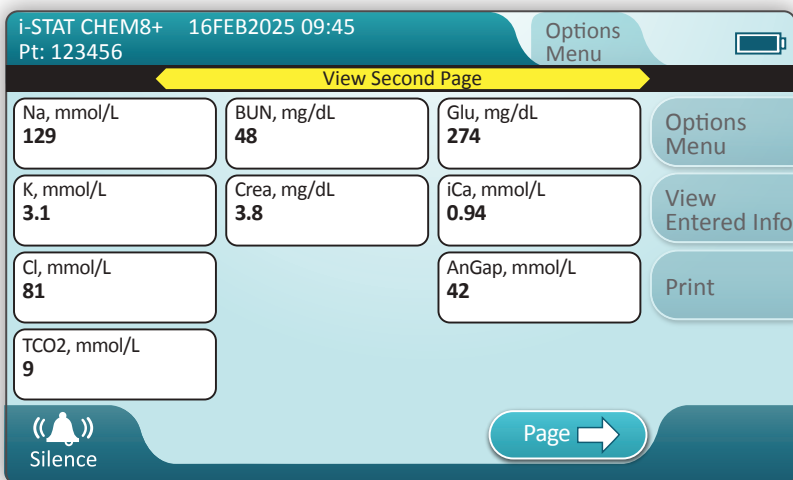 i-STAT CHEM8+ 16FEB2025 09:45
Pt: 123456
Options
Menu
View Second Page
Na, mmol/L
129
BUN, mg/dL
48
Glu, mg/dL
274
Options
Menu
K, mmol/L
3.1
Crea, mg/dL
3.8
iCa, mmol/L
0.94
View
Entered Info
Cl, mmol/L
81
AnGap, mmol/L
42
Print
TCO2, mmol/L
9
Silence
Page